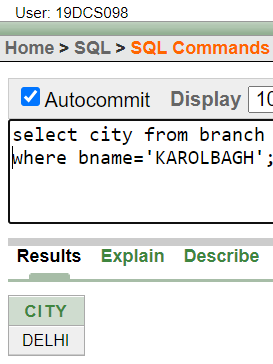 User: 19DCS098
Home > SQL > SQL Commands
Autocommit Display 10
select city from branch
where bname='KAROLBAGH';
Results Explain Describe
CITY
DELHI